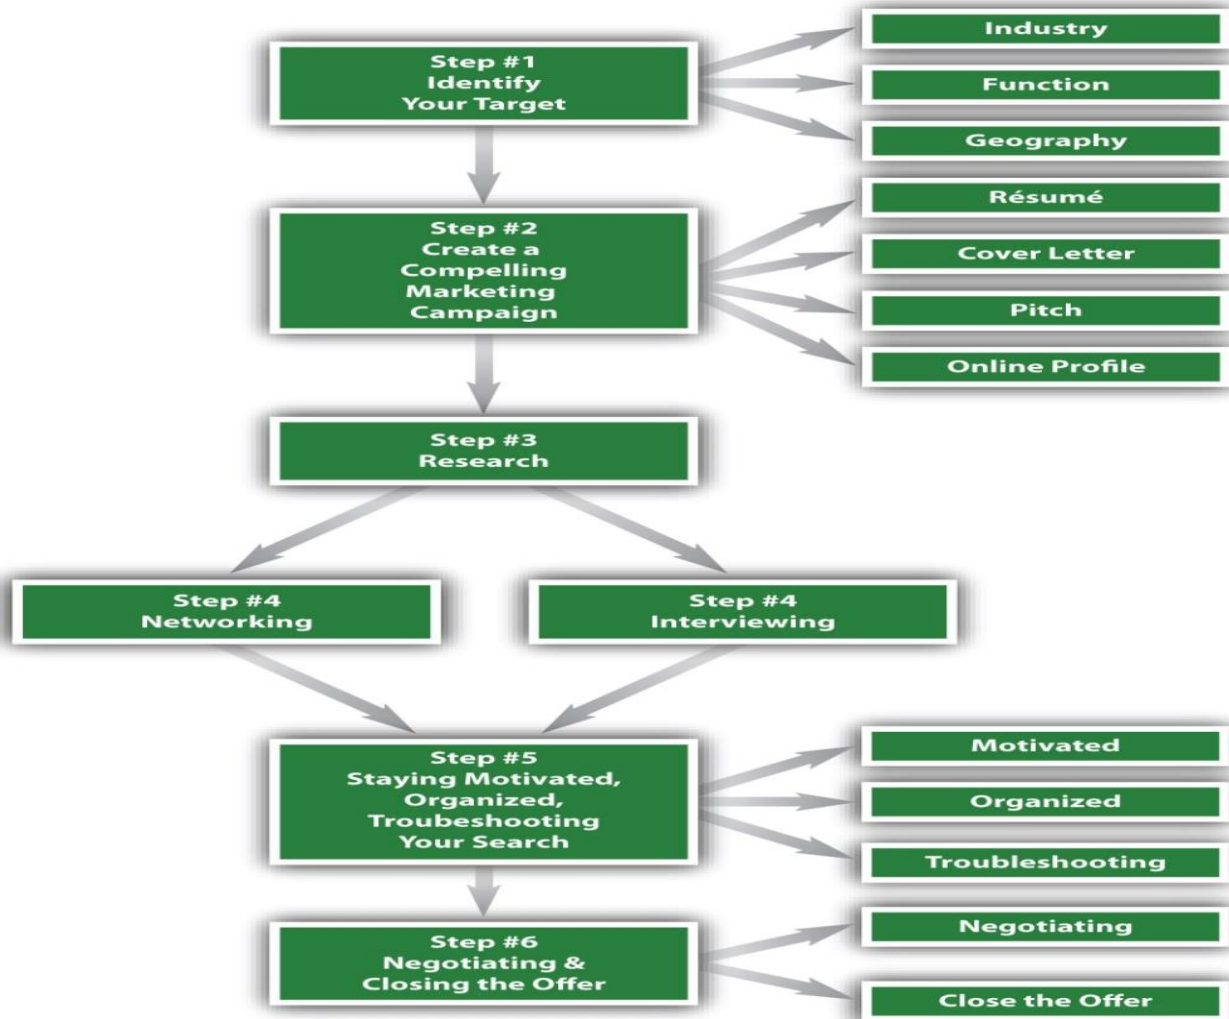 Step #1
Identify
Your Target
Industry
Function
Geography
Step #2
Create a
Compelling
Marketing
Campaign
Résumé
Cover Letter
Pitch
Online Profile
Step #3
Research
Step #4
Networking
Step #4
Interviewing
Step #5
Staying Motivated,
Organized,
Troubeshooting
Your Search
Motivated
Organized
Troubleshooting
Step #6
Negotiating &
Closing the Offer
Negotiating
Close the Offer